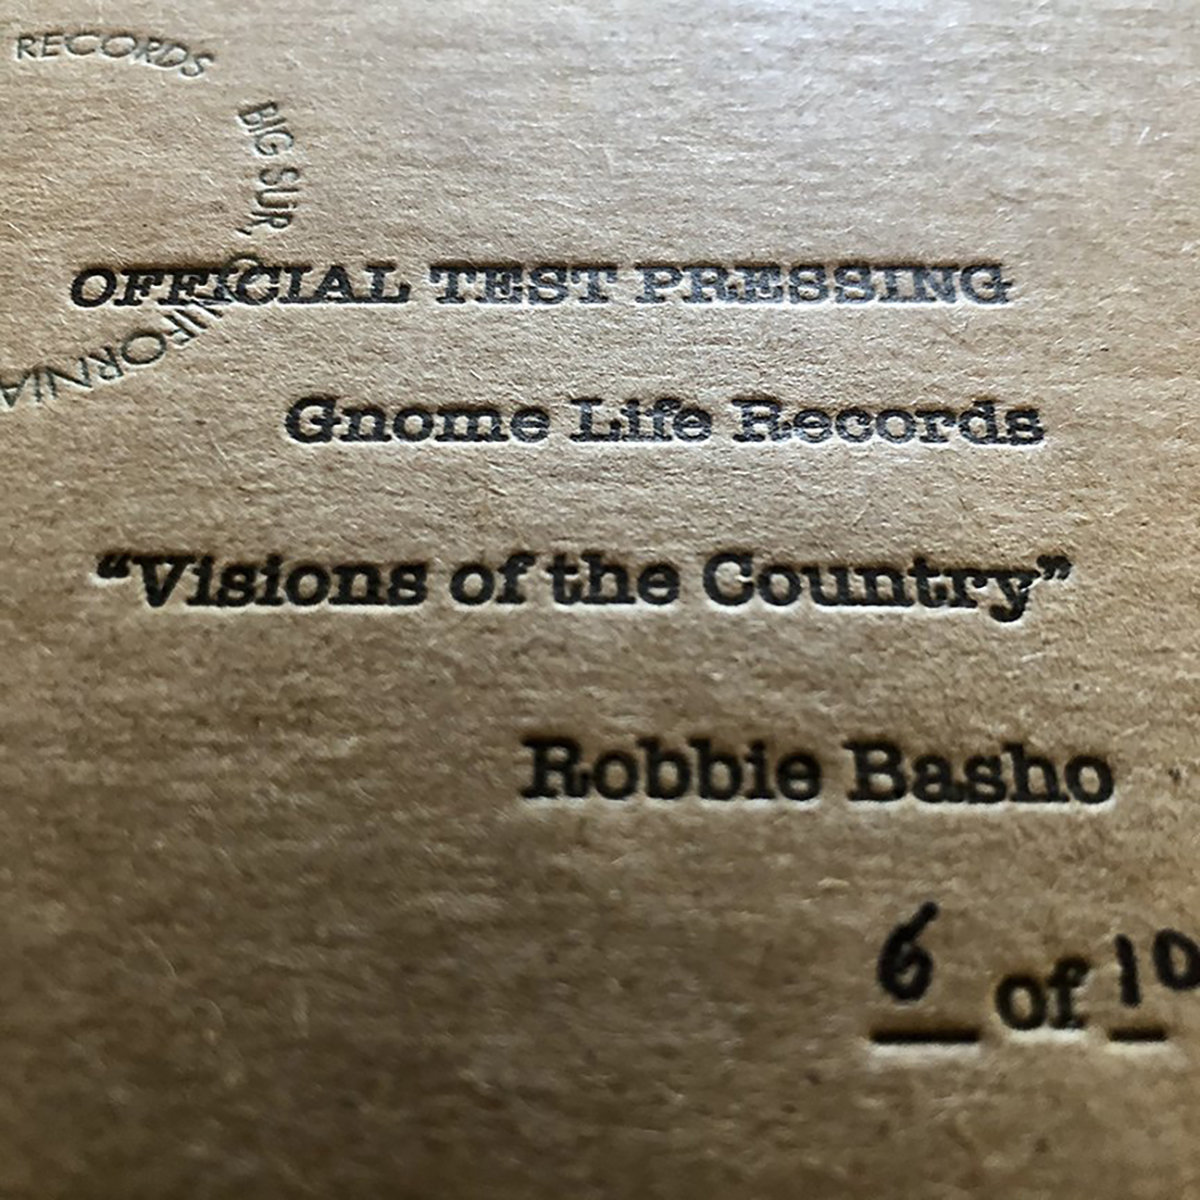 RECORDS
BIG SUR, CALIFORNIA
OFFICIAL TEST PRESSING
Gnome Life Records
“Visions of the Country”
Robbie Basho
6 of 10